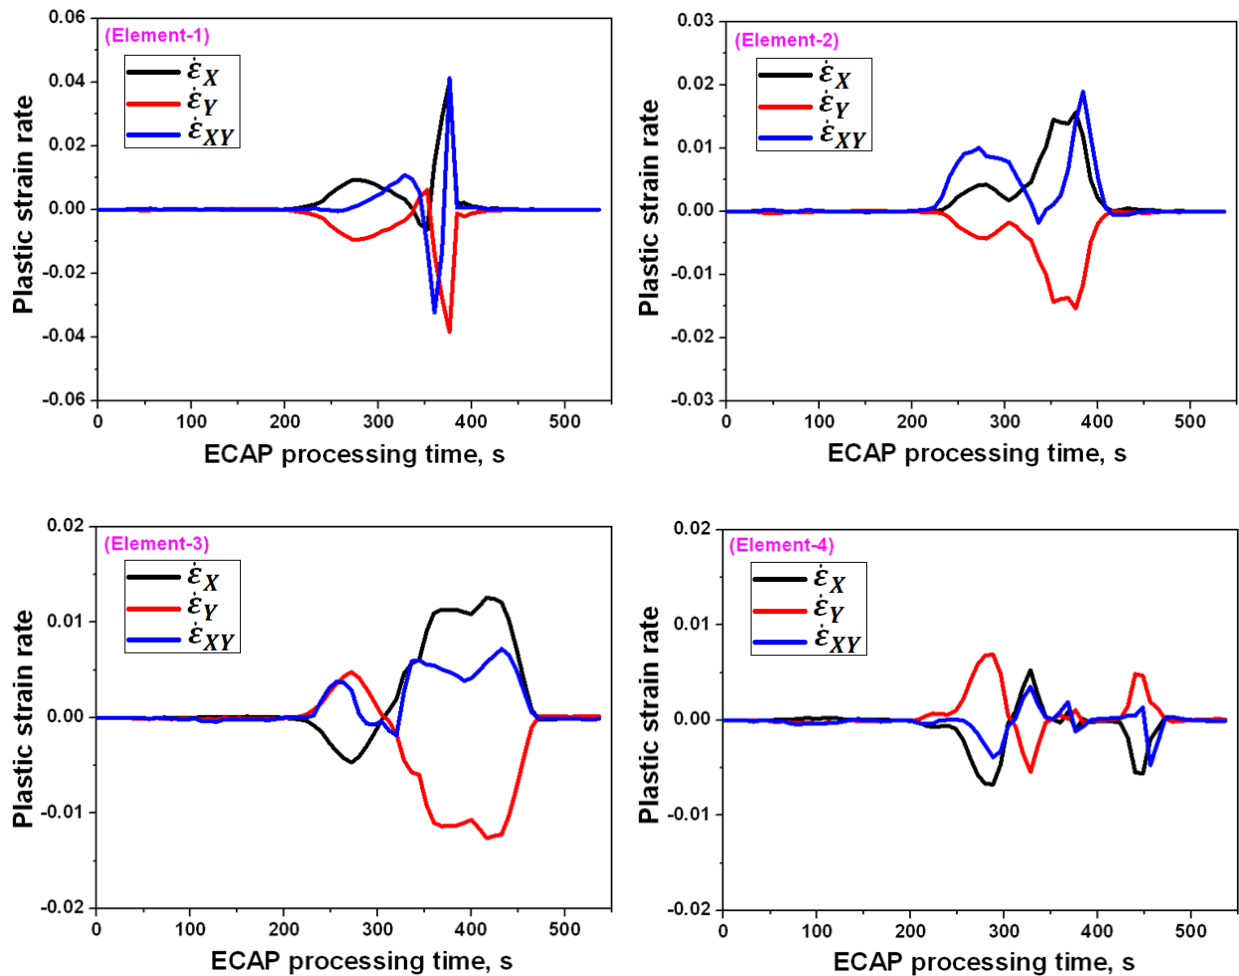 (Element-1)
0.06
0.04
0.02
0.00
-0.02
-0.04
-0.06
Plastic strain rate
ε̇X
ε̇Y
ε̇XY
0 100 200 300 400 500
ECAP processing time, s
(Element-2)
0.03
0.02
0.01
0.00
-0.01
-0.02
-0.03
Plastic strain rate
ε̇X
ε̇Y
ε̇XY
0 100 200 300 400 500
ECAP processing time, s
(Element-3)
0.02
0.01
0.00
-0.01
-0.02
Plastic strain rate
ε̇X
ε̇Y
ε̇XY
0 100 200 300 400 500
ECAP processing time, s
(Element-4)
0.02
0.01
0.00
-0.01
-0.02
Plastic strain rate
ε̇X
ε̇Y
ε̇XY
0 100 200 300 400 500
ECAP processing time, s